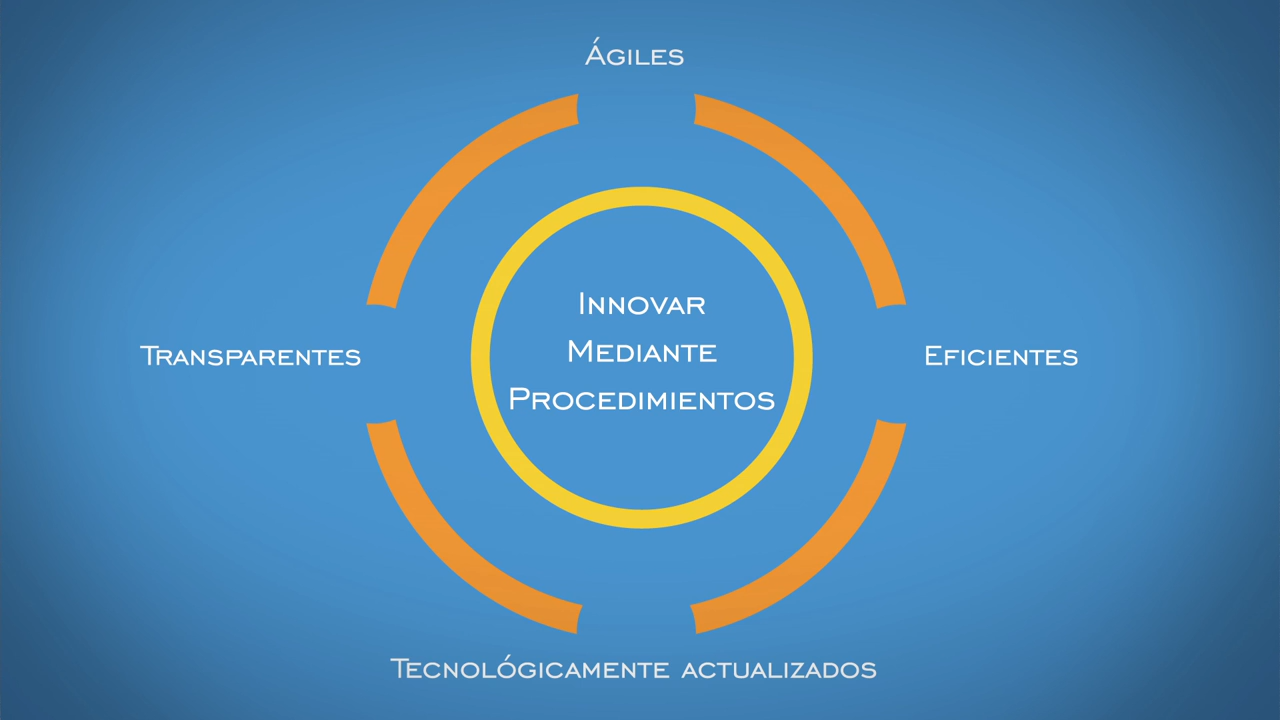 Ágiles
Innovar
Mediante
Procedimientos
Transparentes
Eficientes
Tecnológicamente actualizados